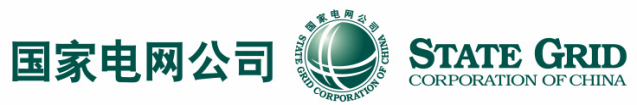 国家电网公司
国家电网公司
STATE GRID CORPORATION OF CHINA
STATE GRID
CORPORATION OF CHINA